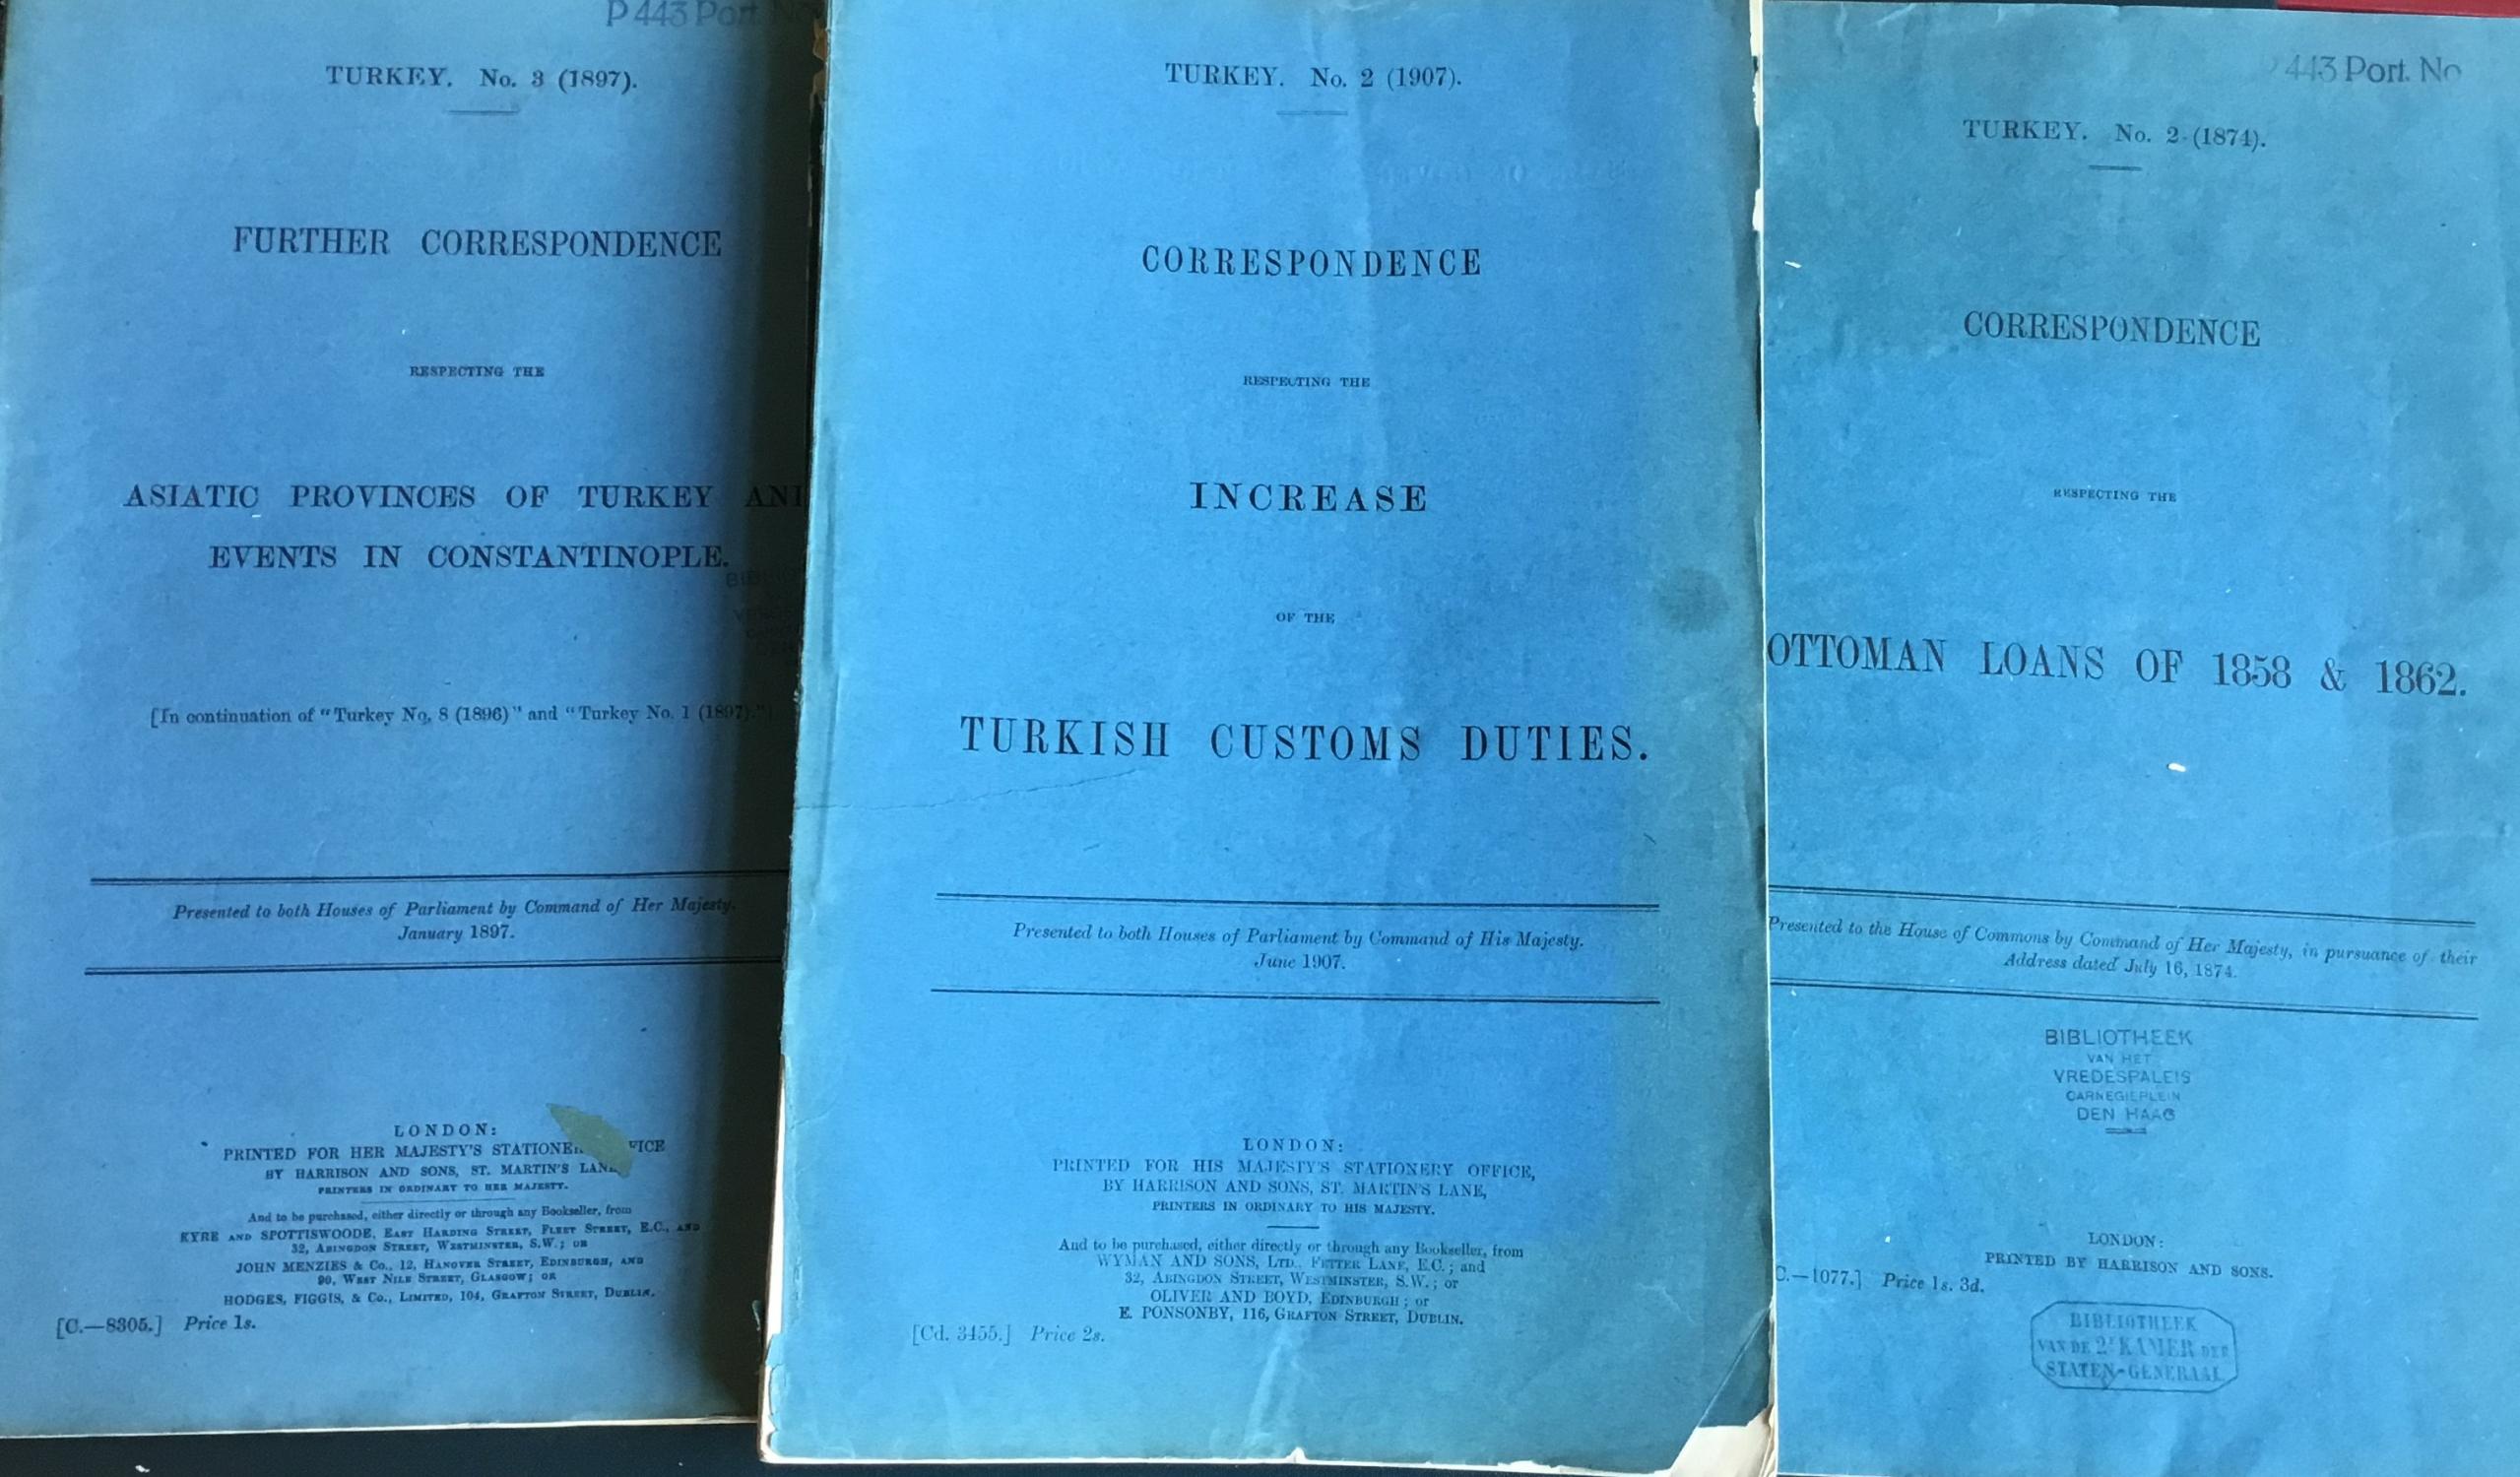 P 443 Port. No
TURKEY. No. 3 (1897).
FURTHER CORRESPONDENCE
RESPECTING THE
ASIATIC PROVINCES OF TURKEY AND
EVENTS IN CONSTANTINOPLE.
[In continuation of "Turkey No. 8 (1896)" and "Turkey No. 1 (1897)."]
Presented to both Houses of Parliament by Command of Her Majesty.
January 1897.
LONDON:
PRINTED FOR HER MAJESTY'S STATIONE FICE
BY HARRISON AND SONS, ST. MARTIN'S LANE
PRINTERS IN ORDINARY TO HER MAJESTY.
And to be purchased, either directly or through any Bookseller, from
EYRE AND SPOTTISWOODE, EAST HARDING STREET, FLEET STREET, E.C., AND
32, ABINGDON STREET, WESTMINSTER, S.W.; OR
JOHN MENZIES & Co., 12, HANOVER STREET, EDINBURGH, AND
90, WEST NILE STREET, GLASGOW; OR
HODGES, FIGGIS, & Co., LIMITED, 104, GRAFTON STREET, DUBLIN.
[C.—8305.] Price 1s.
TURKEY. No. 2 (1907).
CORRESPONDENCE
RESPECTING THE
INCREASE
OF THE
TURKISH CUSTOMS DUTIES.
Presented to both Houses of Parliament by Command of His Majesty.
June 1907.
LONDON:
PRINTED FOR HIS MAJESTY'S STATIONERY OFFICE,
BY HARRISON AND SONS, ST. MARTIN'S LANE,
PRINTERS IN ORDINARY TO HIS MAJESTY.
And to be purchased, either directly or through any Bookseller, from
WYMAN AND SONS, LTD., FETTER LANE, E.C.; and
32, ABINGDON STREET, WESTMINSTER, S.W.; or
OLIVER AND BOYD, EDINBURGH; or
E. PONSONBY, 116, GRAFTON STREET, DUBLIN.
[Cd. 3455.] Price 2s.
443 Port. No
TURKEY. No. 2 (1874).
CORRESPONDENCE
RESPECTING THE
OTTOMAN LOANS OF 1858 & 1862.
Presented to the House of Commons by Command of Her Majesty, in pursuance of their
Address dated July 16, 1874.
BIBLIOTHEEK
VAN HET
VREDESPALEIS
CARNEGIEPLEIN
DEN HAAG
LONDON:
PRINTED BY HARRISON AND SONS.
C.—1077.] Price 1s. 3d.
BIBLIOTHEEK
VAN DE 2e KAMER DER
STATEN-GENERAAL